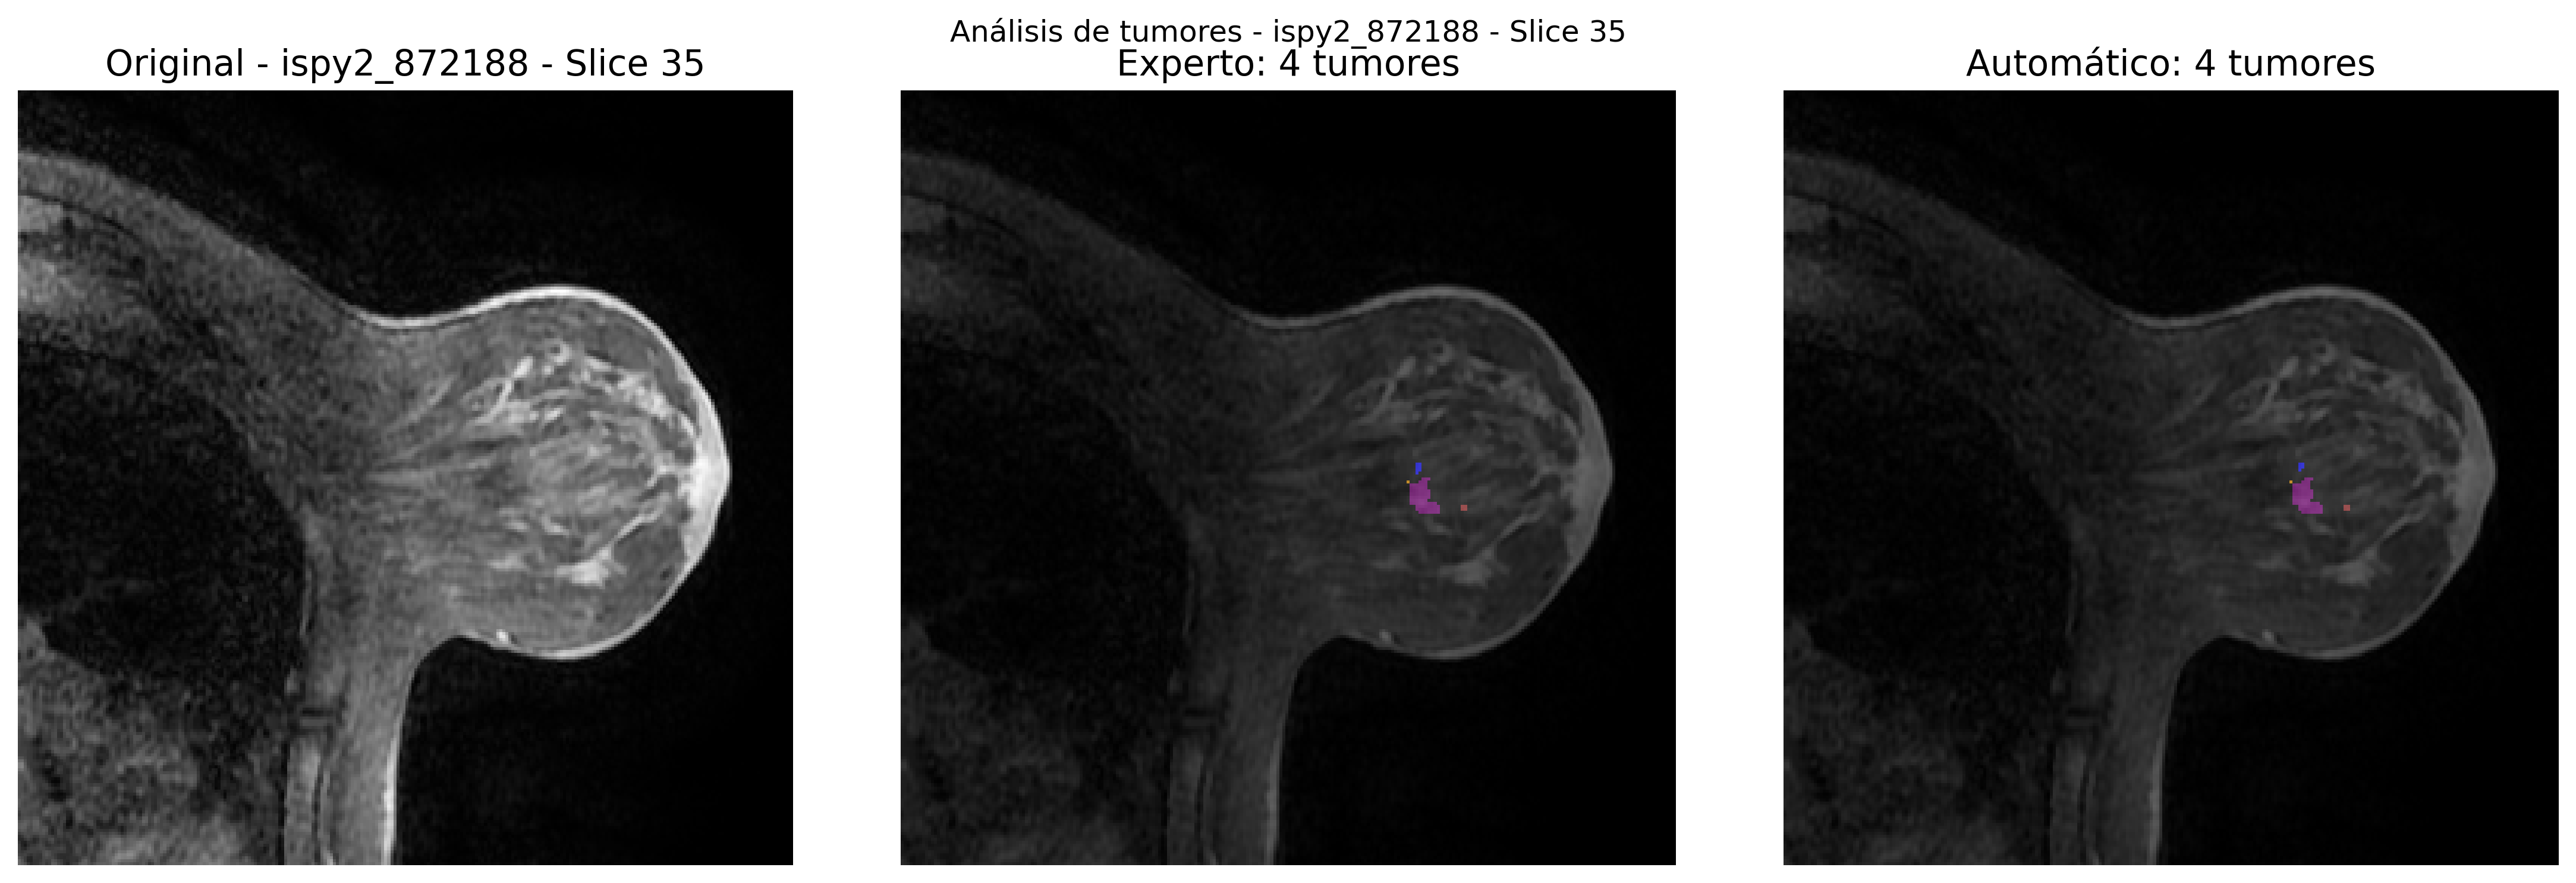 Análisis de tumores - ispy2_872188 - Slice 35
Original - ispy2_872188 - Slice 35
Experto: 4 tumores
Automático: 4 tumores